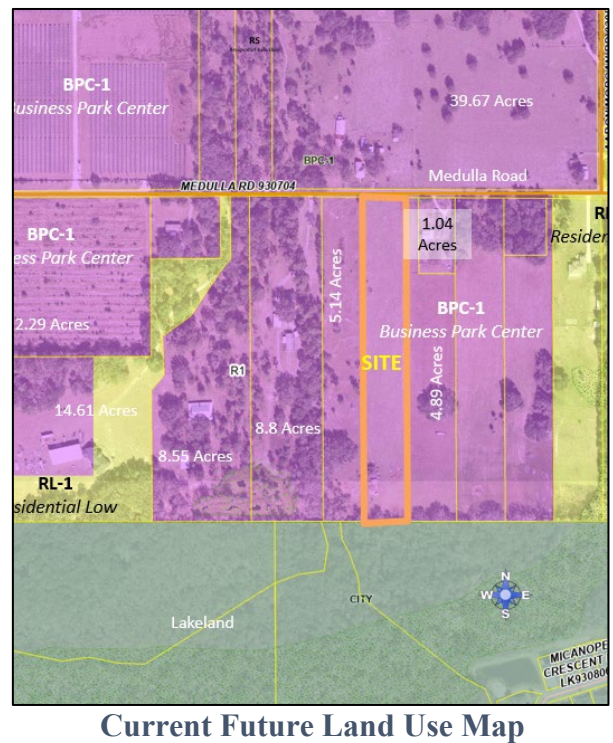 RS
BPC-1
Business Park Center
39.67 Acres
BPC-1
MEDULLA RD 930704
Medulla Road
1.04
Acres
BPC-1
ess Park Center
Residen
5.14 Acres
BPC-1
Business Park Center
2.29 Acres
SITE
4.89 Acres
R1
14.61 Acres
8.8 Acres
8.55 Acres
RL-1
sidential Low
CITY
N
W
E
S
Lakeland
MICANOPE
CRESCENT
LK93080
Current Future Land Use Map